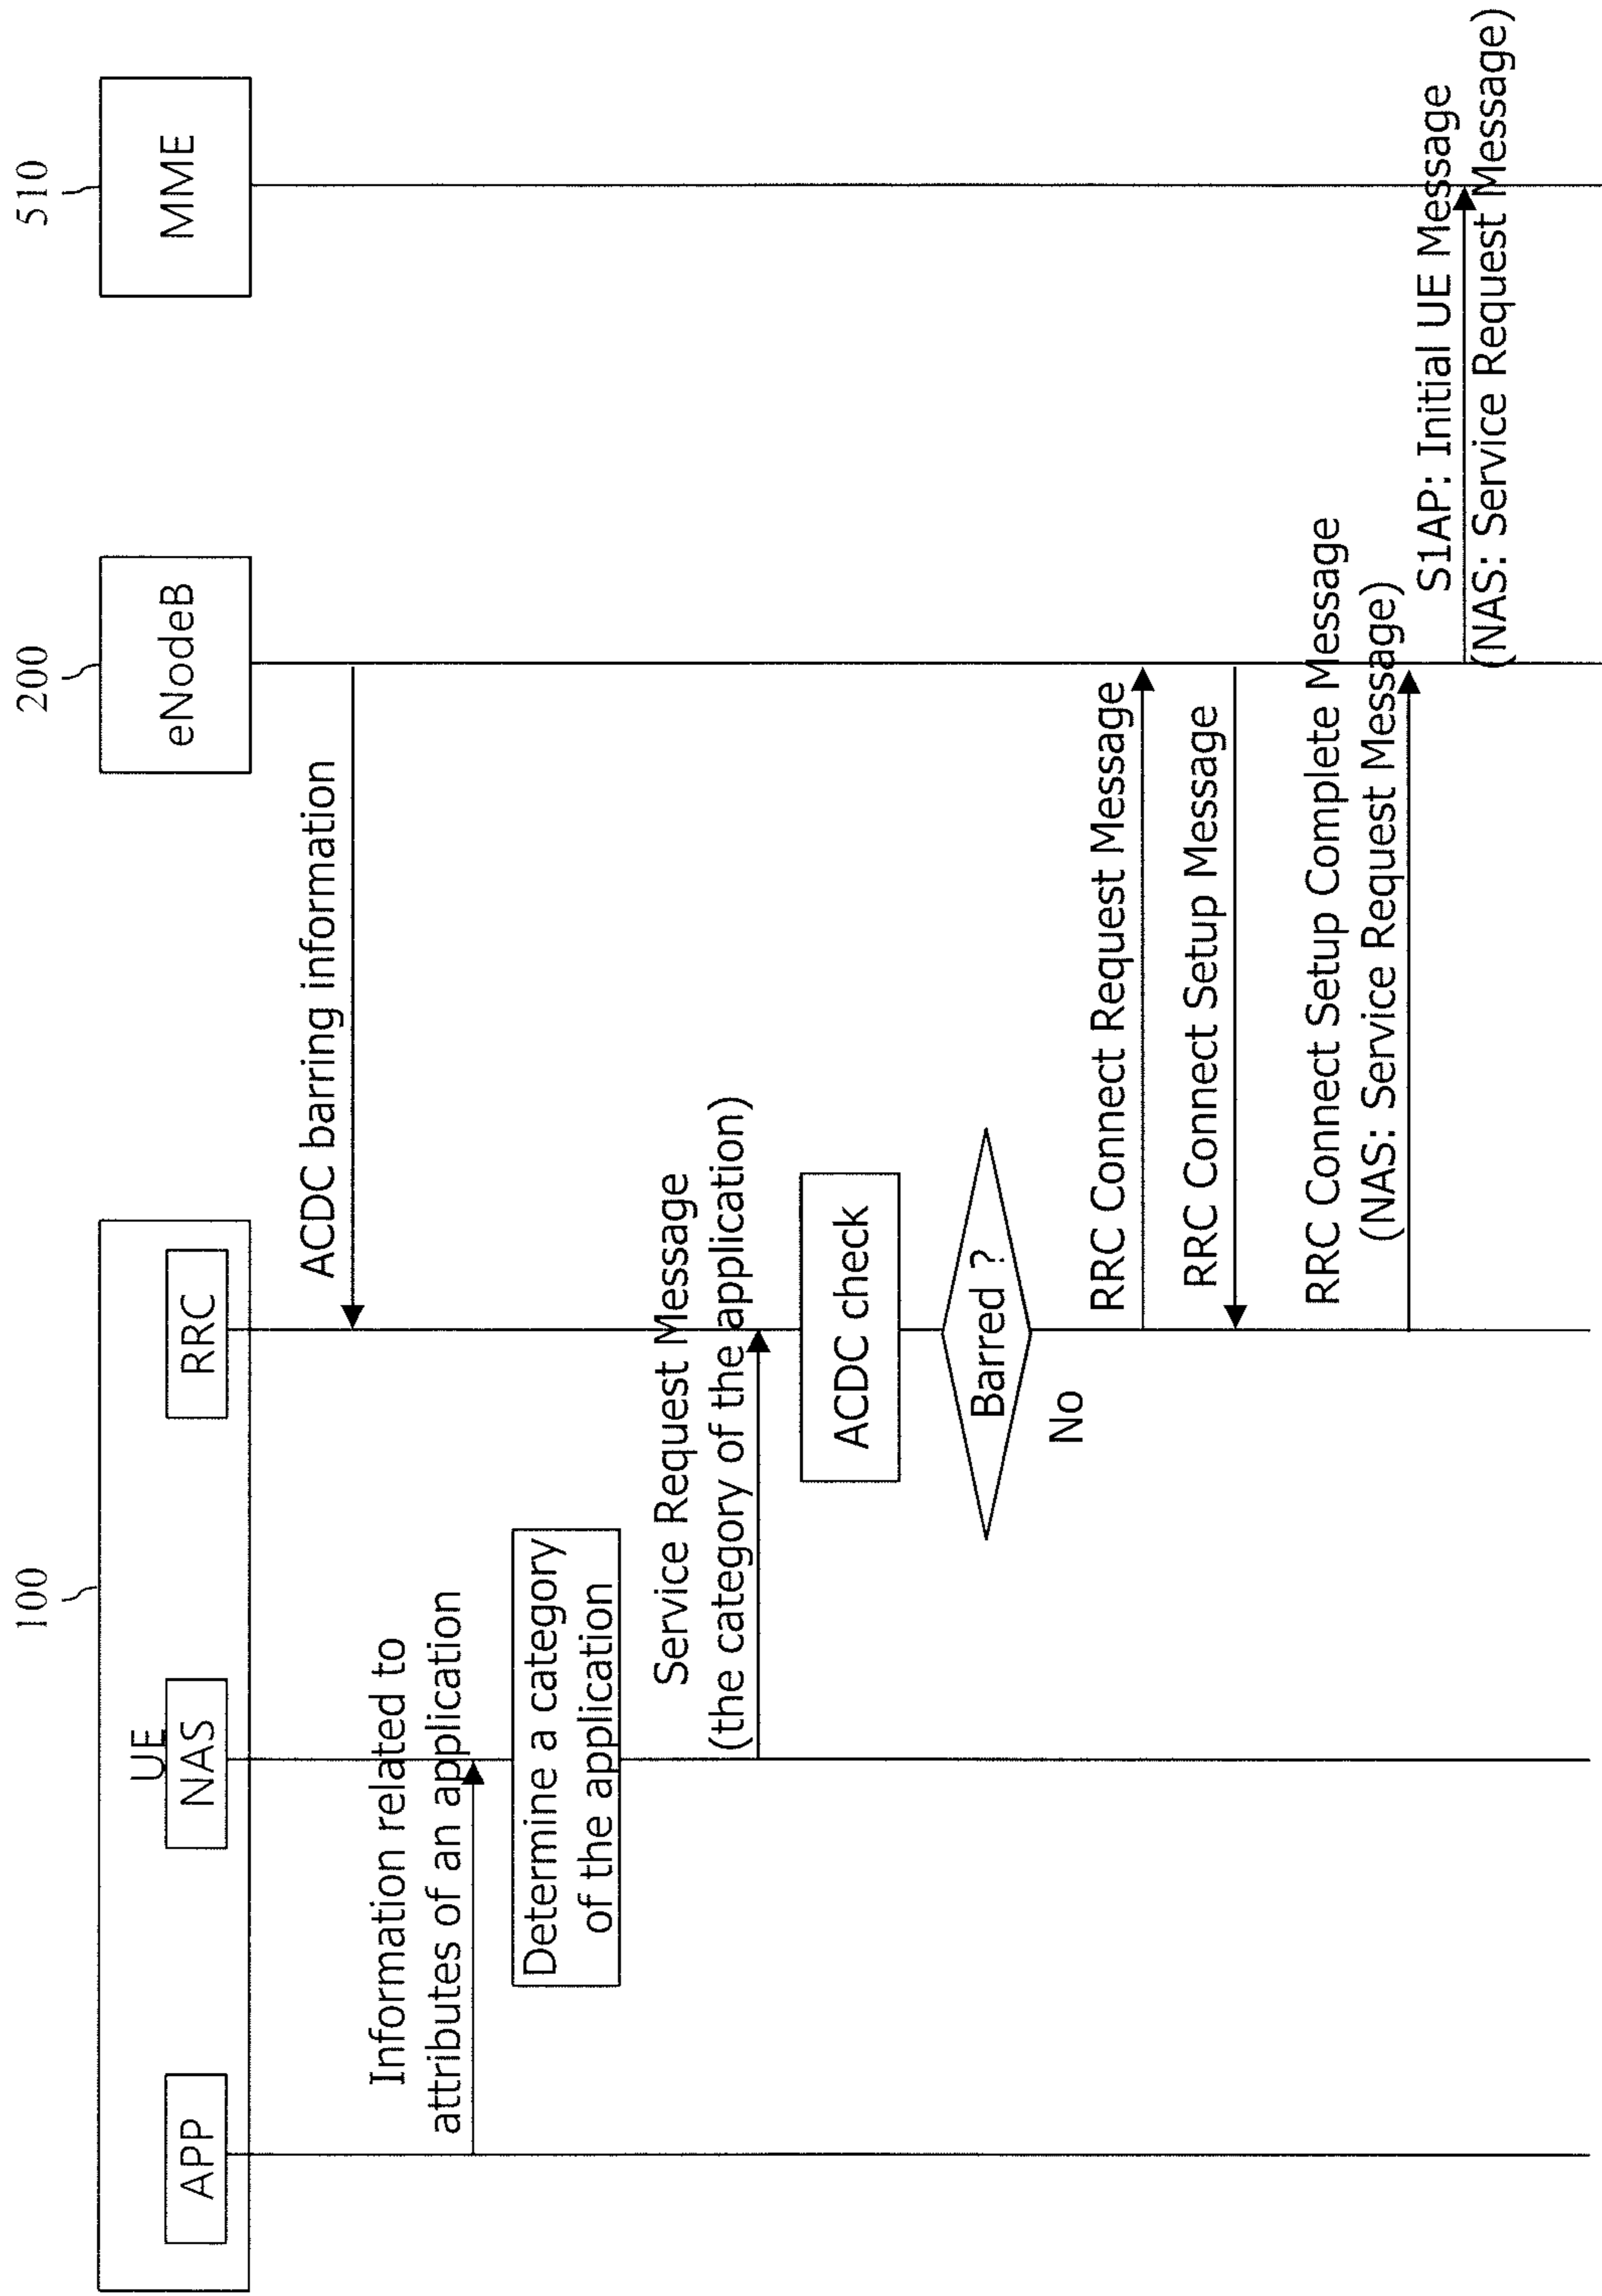 100
200
510
UE
APP
NAS
RRC
eNodeB
MME
ACDC barring information
Information related to
attributes of an application
Determine a category
of the application
Service Request Message
(the category of the application)
ACDC check
Barred ?
No
RRC Connect Request Message
RRC Connect Setup Message
RRC Connect Setup Complete Message
(NAS: Service Request Message)
S1AP: Initial UE Message
(NAS: Service Request Message)